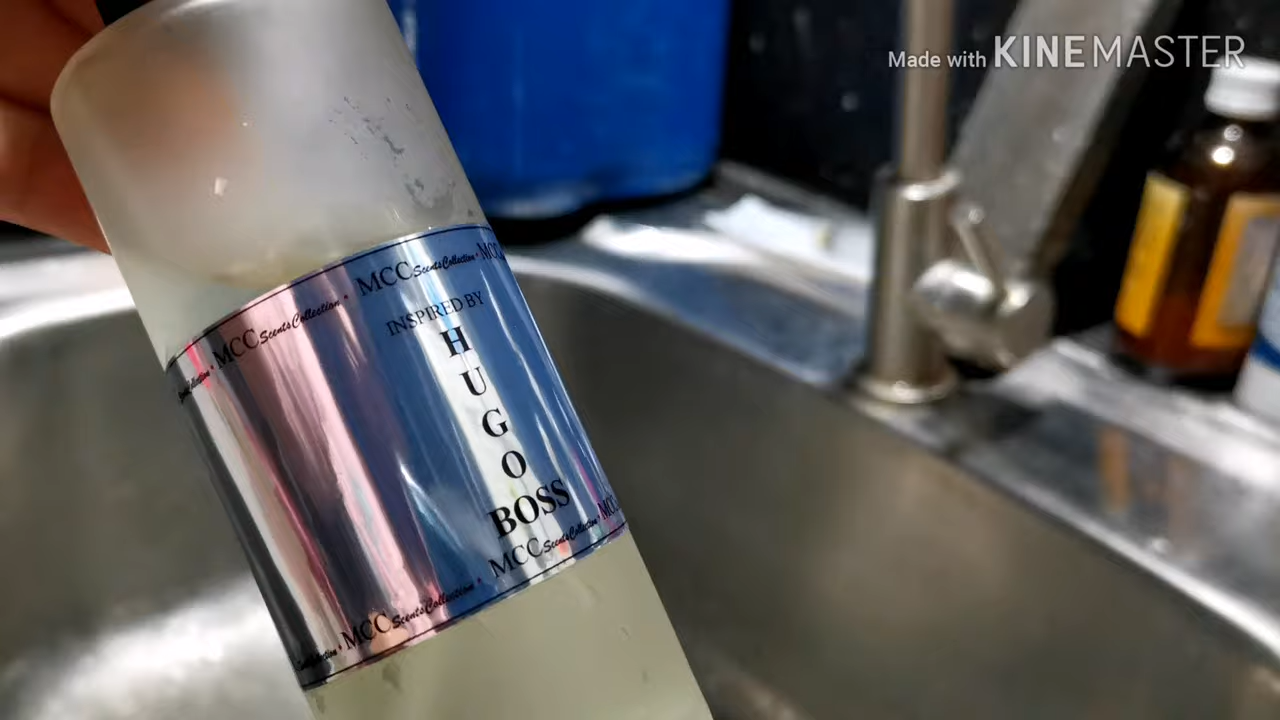 Made with KINEMASTER
MCC Scents Collection • MCC Scents Collection • MCC
INSPIRED BY
H
U
G
O
BOSS
MCC Scents Collection • MCC Scents Collection • MCC